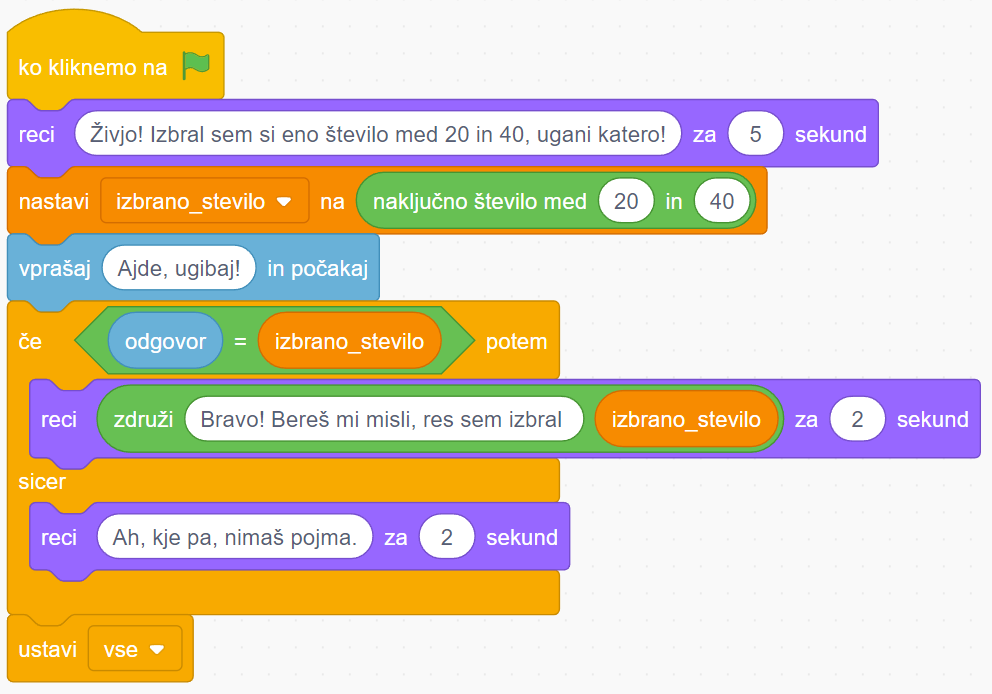 ko kliknemo na
reci Živjo! Izbral sem si eno število med 20 in 40, ugani katero! za 5 sekund
nastavi izbrano_stevilo na naključno število med 20 in 40
vprašaj Ajde, ugibaj! in počakaj
če odgovor = izbrano_stevilo potem
reci združi Bravo! Bereš mi misli, res sem izbral izbrano_stevilo za 2 sekund
sicer
reci Ah, kje pa, nimaš pojma. za 2 sekund
ustavi vse